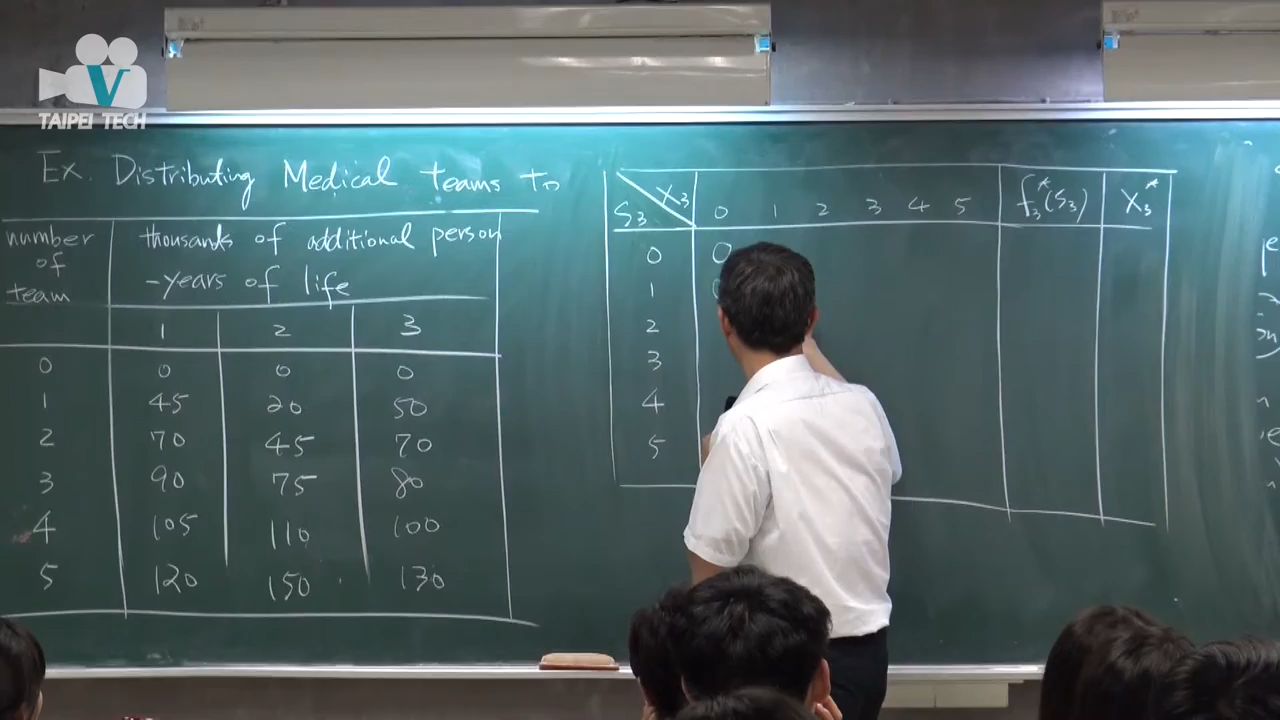 V
TAIPEI TECH
Ex. Distributing Medical teams to
number of team
thousands of additional person
-years of life
1 2 3
0 0 0 0
1 45 20 50
2 70 45 70
3 90 75 80
4 105 110 100
5 120 150 130
S3 X3 0 1 2 3 4 5 f3*(S3) X3*
0 0
1
2
3
4
5